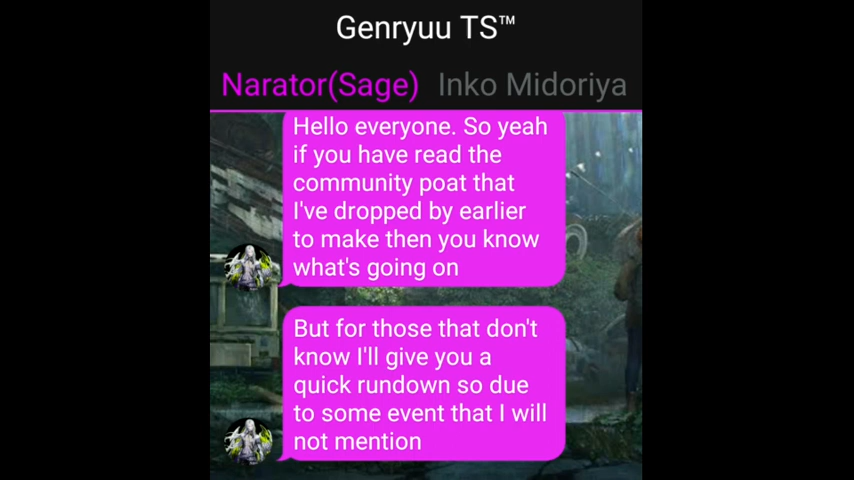 Genryuu TS™
Narator(Sage) Inko Midoriya
Hello everyone. So yeah
if you have read the
community poat that
I've dropped by earlier
to make then you know
what's going on
But for those that don't
know I'll give you a
quick rundown so due
to some event that I will
not mention